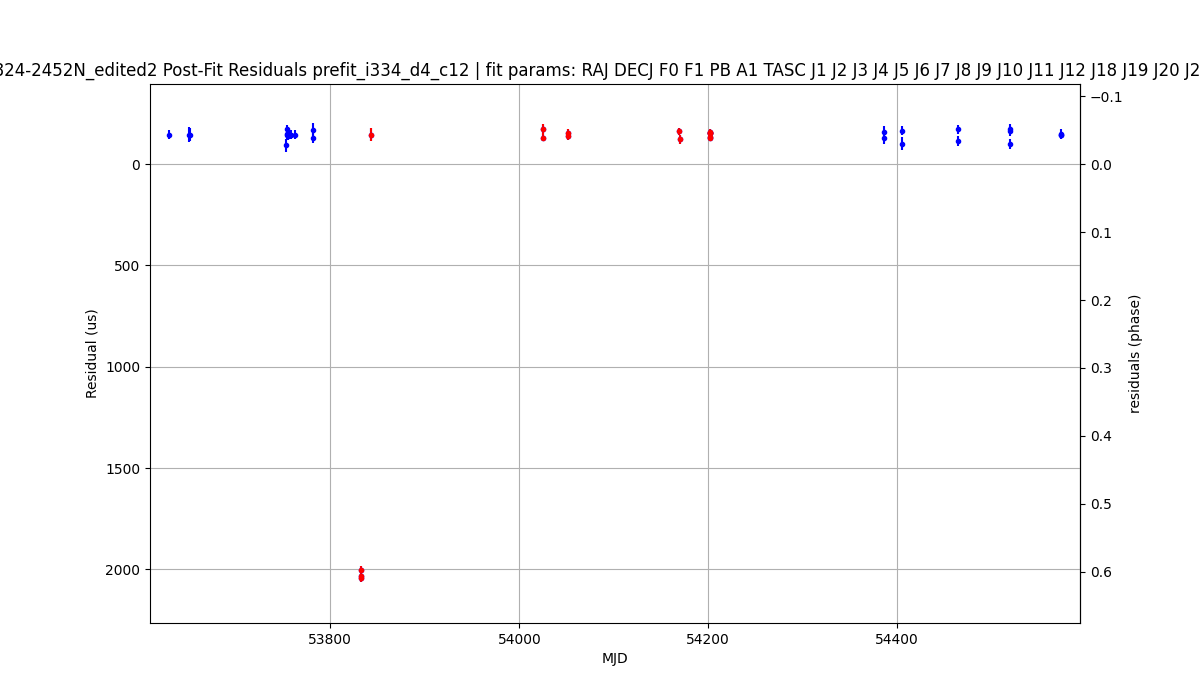 324-2452N_edited2 Post-Fit Residuals prefit_i334_d4_c12 | fit params: RAJ DECJ F0 F1 PB A1 TASC J1 J2 J3 J4 J5 J6 J7 J8 J9 J10 J11 J12 J18 J19 J20 J2
−0.1
0 0.0
0.1
500
0.2
1000 0.3
0.4
1500
0.5
2000 0.6
Residual (us)
residuals (phase)
53800 54000 54200 54400
MJD